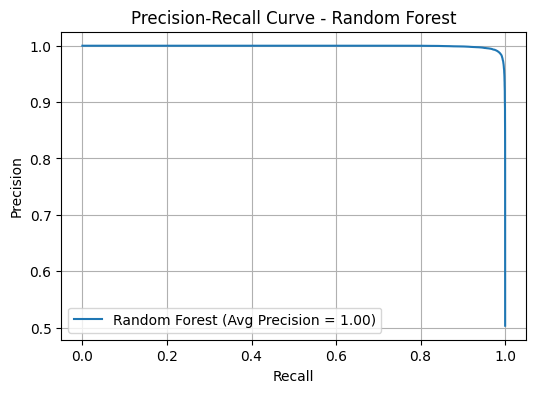 Precision-Recall Curve - Random Forest
1.0
0.9
0.8
0.7
0.6
0.5
Precision
Random Forest (Avg Precision = 1.00)
0.0 0.2 0.4 0.6 0.8 1.0
Recall